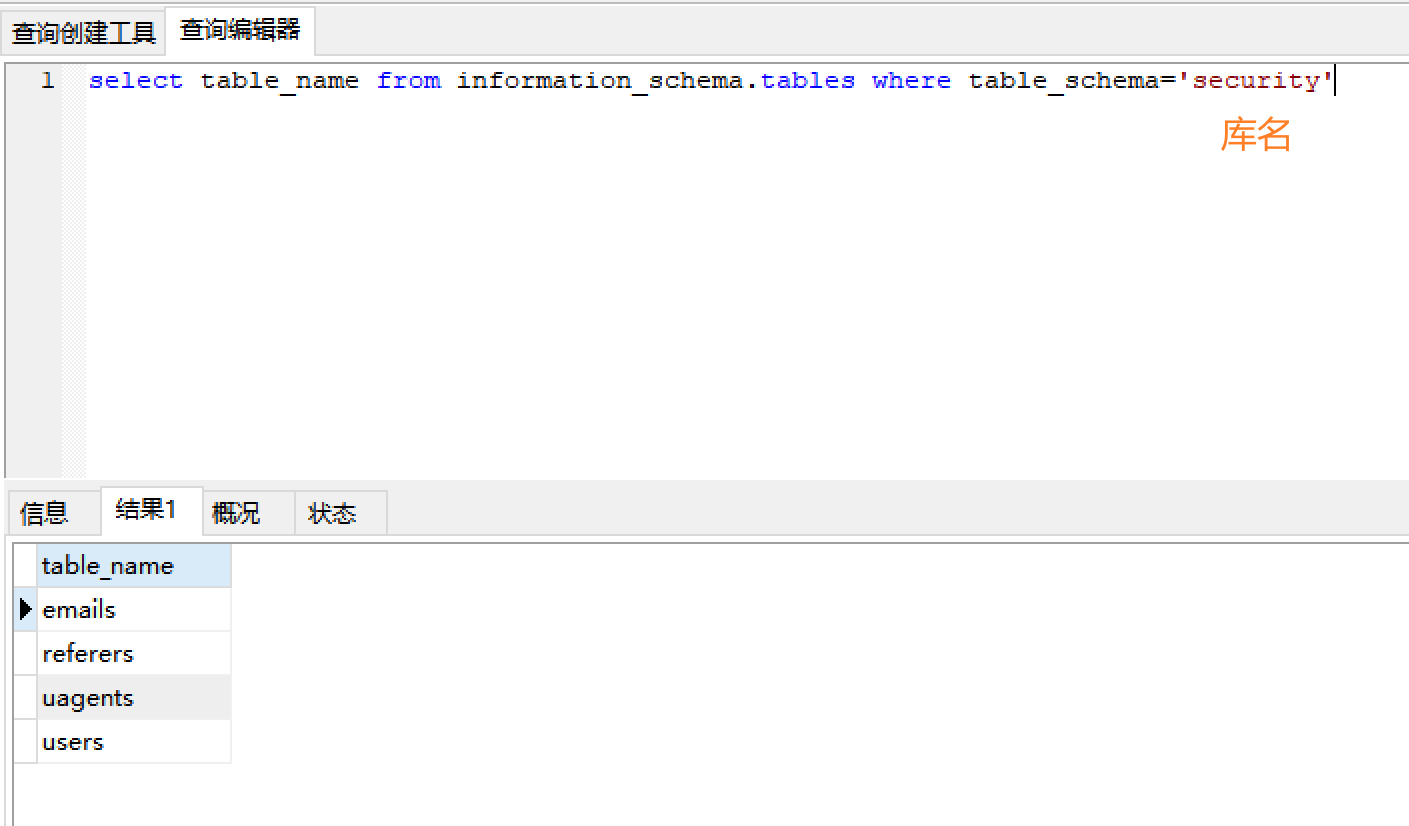 查询创建工具 查询编辑器
1 select table_name from information_schema.tables where table_schema='security'
库名
信息 结果1 概况 状态
table_name
emails
referers
uagents
users